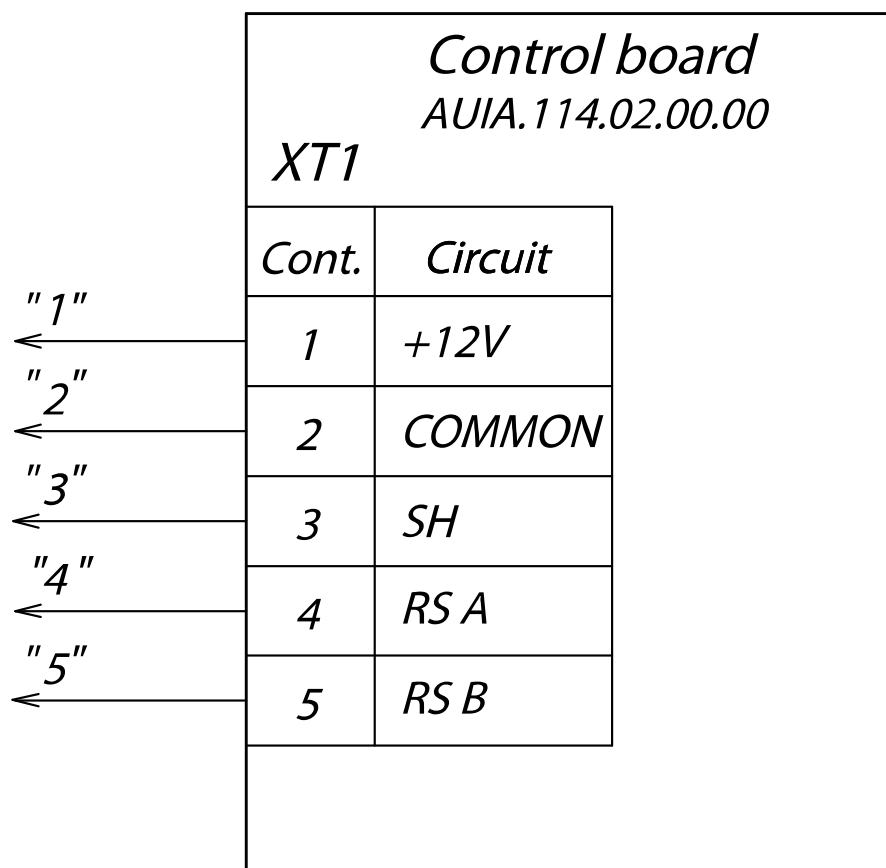 Control board
AUIA.114.02.00.00
XT1
Cont. Circuit
"1"
1 +12V
"2"
2 COMMON
"3"
3 SH
"4"
4 RS A
"5"
5 RS B